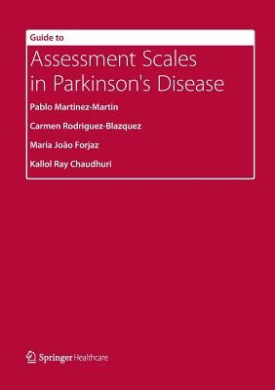 Guide to
Assessment Scales
in Parkinson's Disease
Pablo Martinez-Martin
Carmen Rodriguez-Blazquez
Maria João Forjaz
Kallol Ray Chaudhuri
Springer Healthcare